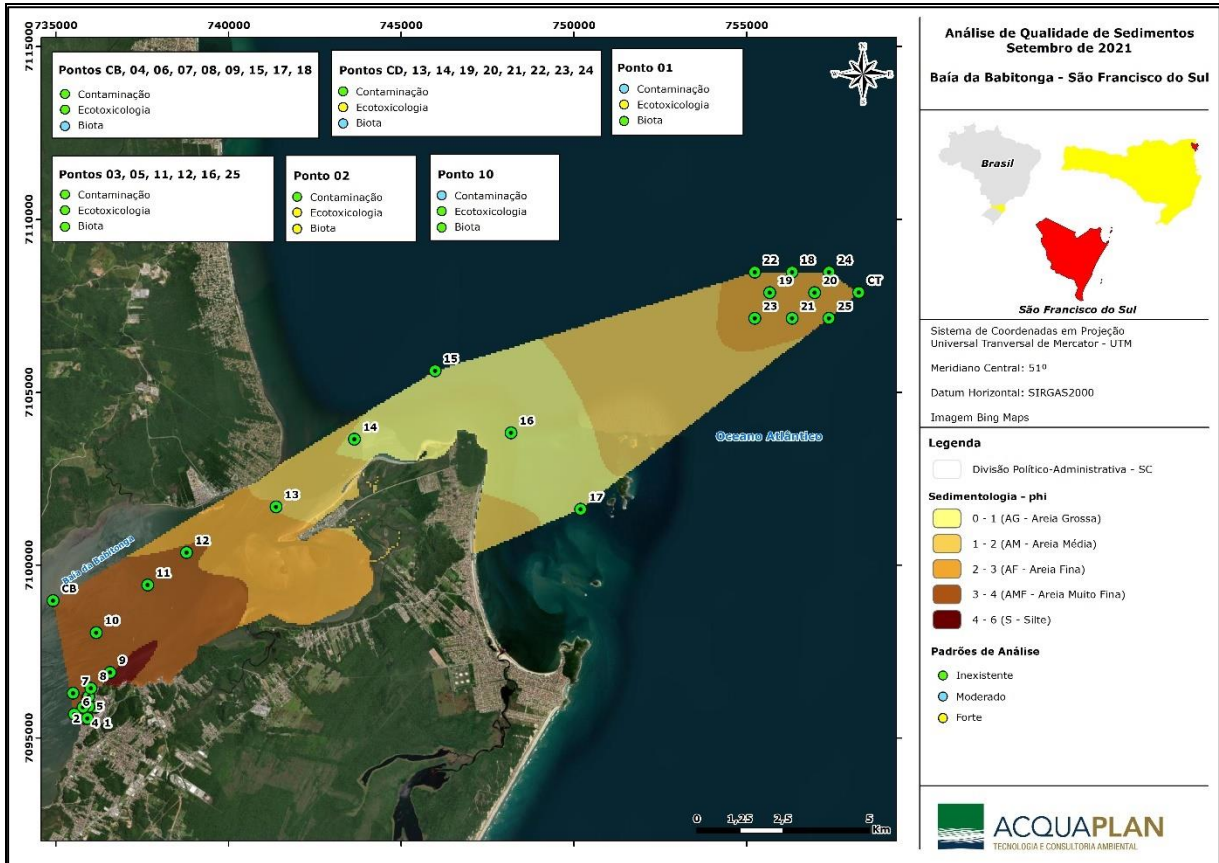 735000 740000 745000 750000 755000
7115000
7110000
7105000
7100000
7095000
Pontos CB, 04, 06, 07, 08, 09, 15, 17, 18
Contaminação
Ecotoxicologia
Biota
Pontos CD, 13, 14, 19, 20, 21, 22, 23, 24
Contaminação
Ecotoxicologia
Biota
Ponto 01
Contaminação
Ecotoxicologia
Biota
Pontos 03, 05, 11, 12, 16, 25
Contaminação
Ecotoxicologia
Biota
Ponto 02
Contaminação
Ecotoxicologia
Biota
Ponto 10
Contaminação
Ecotoxicologia
Biota
N
W E
S
22 18 24
19 20 CT
23 21 25
15
14
16
13
17
12
11
CB
10
9
8
7
6
5
2 4 1
Baía da Babitonga
Oceano Atlântico
0 1,25 2,5 5
Km
Análise de Qualidade de Sedimentos
Setembro de 2021
Baía da Babitonga - São Francisco do Sul
Brasil
São Francisco do Sul
Sistema de Coordenadas em Projeção
Universal Tranversal de Mercator - UTM
Meridiano Central: 51º
Datum Horizontal: SIRGAS2000
Imagem Bing Maps
Legenda
Divisão Político-Administrativa - SC
Sedimentologia - phi
0 - 1 (AG - Areia Grossa)
1 - 2 (AM - Areia Média)
2 - 3 (AF - Areia Fina)
3 - 4 (AMF - Areia Muito Fina)
4 - 6 (S - Silte)
Padrões de Análise
Inexistente
Moderado
Forte
ACQUAPLAN
TECNOLOGIA E CONSULTORIA AMBIENTAL